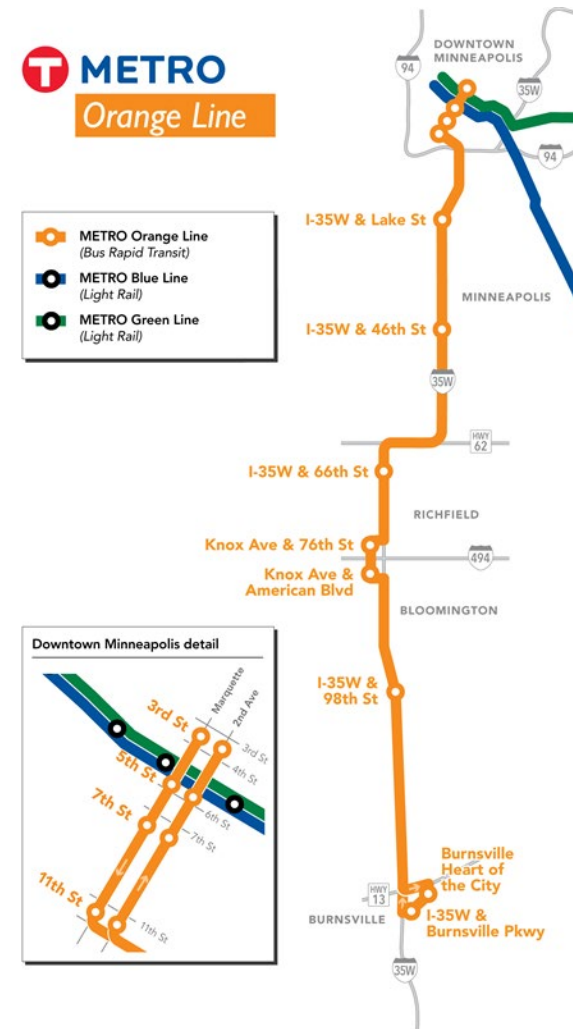 T METRO
Orange Line
METRO Orange Line
(Bus Rapid Transit)
METRO Blue Line
(Light Rail)
METRO Green Line
(Light Rail)
DOWNTOWN
MINNEAPOLIS
94
35W
94
I-35W & Lake St
MINNEAPOLIS
I-35W & 46th St
35W
HWY
62
I-35W & 66th St
RICHFIELD
Knox Ave & 76th St
494
Knox Ave &
American Blvd
BLOOMINGTON
I-35W &
98th St
Burnsville
Heart of
the City
HWY
13
BURNSVILLE
I-35W &
Burnsville Pkwy
35W
Downtown Minneapolis detail
Marquette
2nd Ave
3rd St
3rd St
4th St
5th St
6th St
7th St
7th St
11th St
11th St